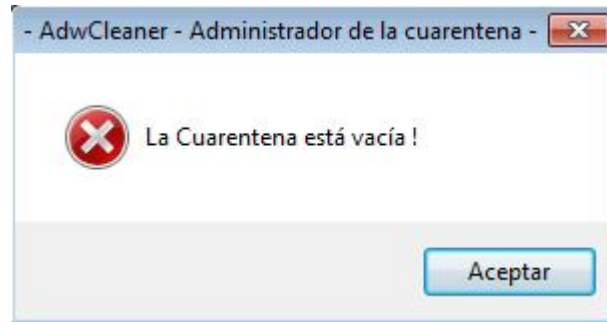 - AdwCleaner - Administrador de la cuarentena -
La Cuarentena está vacía !
Aceptar